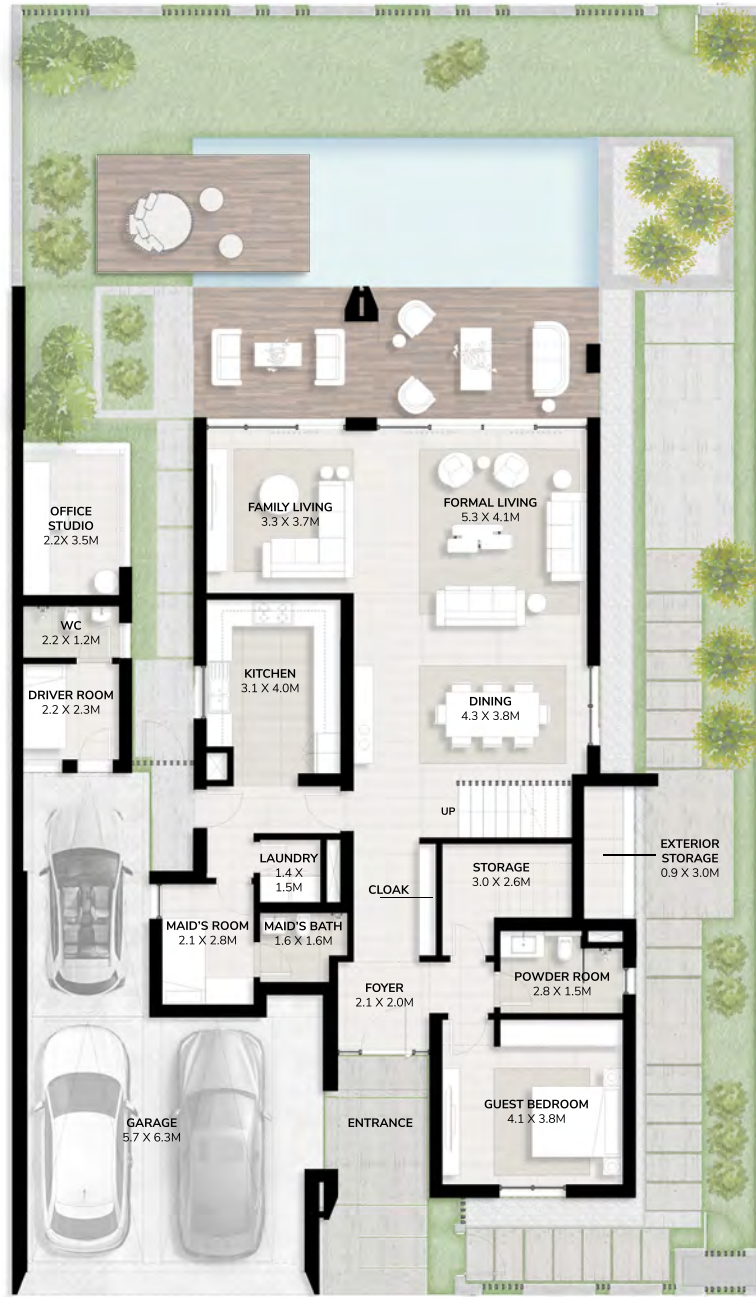 FAMILY LIVING
3.3 X 3.7M
FORMAL LIVING
5.3 X 4.1M
OFFICE
STUDIO
2.2X 3.5M
WC
2.2 X 1.2M
KITCHEN
3.1 X 4.0M
DRIVER ROOM
2.2 X 2.3M
DINING
4.3 X 3.8M
UP
LAUNDRY
1.4 X
1.5M
CLOAK
STORAGE
3.0 X 2.6M
EXTERIOR
STORAGE
0.9 X 3.0M
MAID'S ROOM
2.1 X 2.8M
MAID'S BATH
1.6 X 1.6M
FOYER
2.1 X 2.0M
POWDER ROOM
2.8 X 1.5M
GARAGE
5.7 X 6.3M
ENTRANCE
GUEST BEDROOM
4.1 X 3.8M